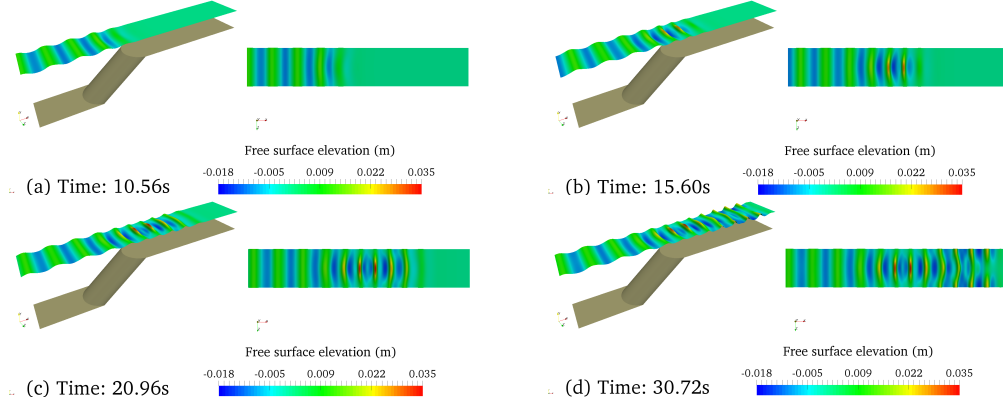 Free surface elevation (m)
-0.018 -0.005 0.009 0.022 0.035
(a) Time: 10.56s
Free surface elevation (m)
-0.018 -0.005 0.009 0.022 0.035
(b) Time: 15.60s
Free surface elevation (m)
-0.018 -0.005 0.009 0.022 0.035
(c) Time: 20.96s
Free surface elevation (m)
-0.018 -0.005 0.009 0.022 0.035
(d) Time: 30.72s